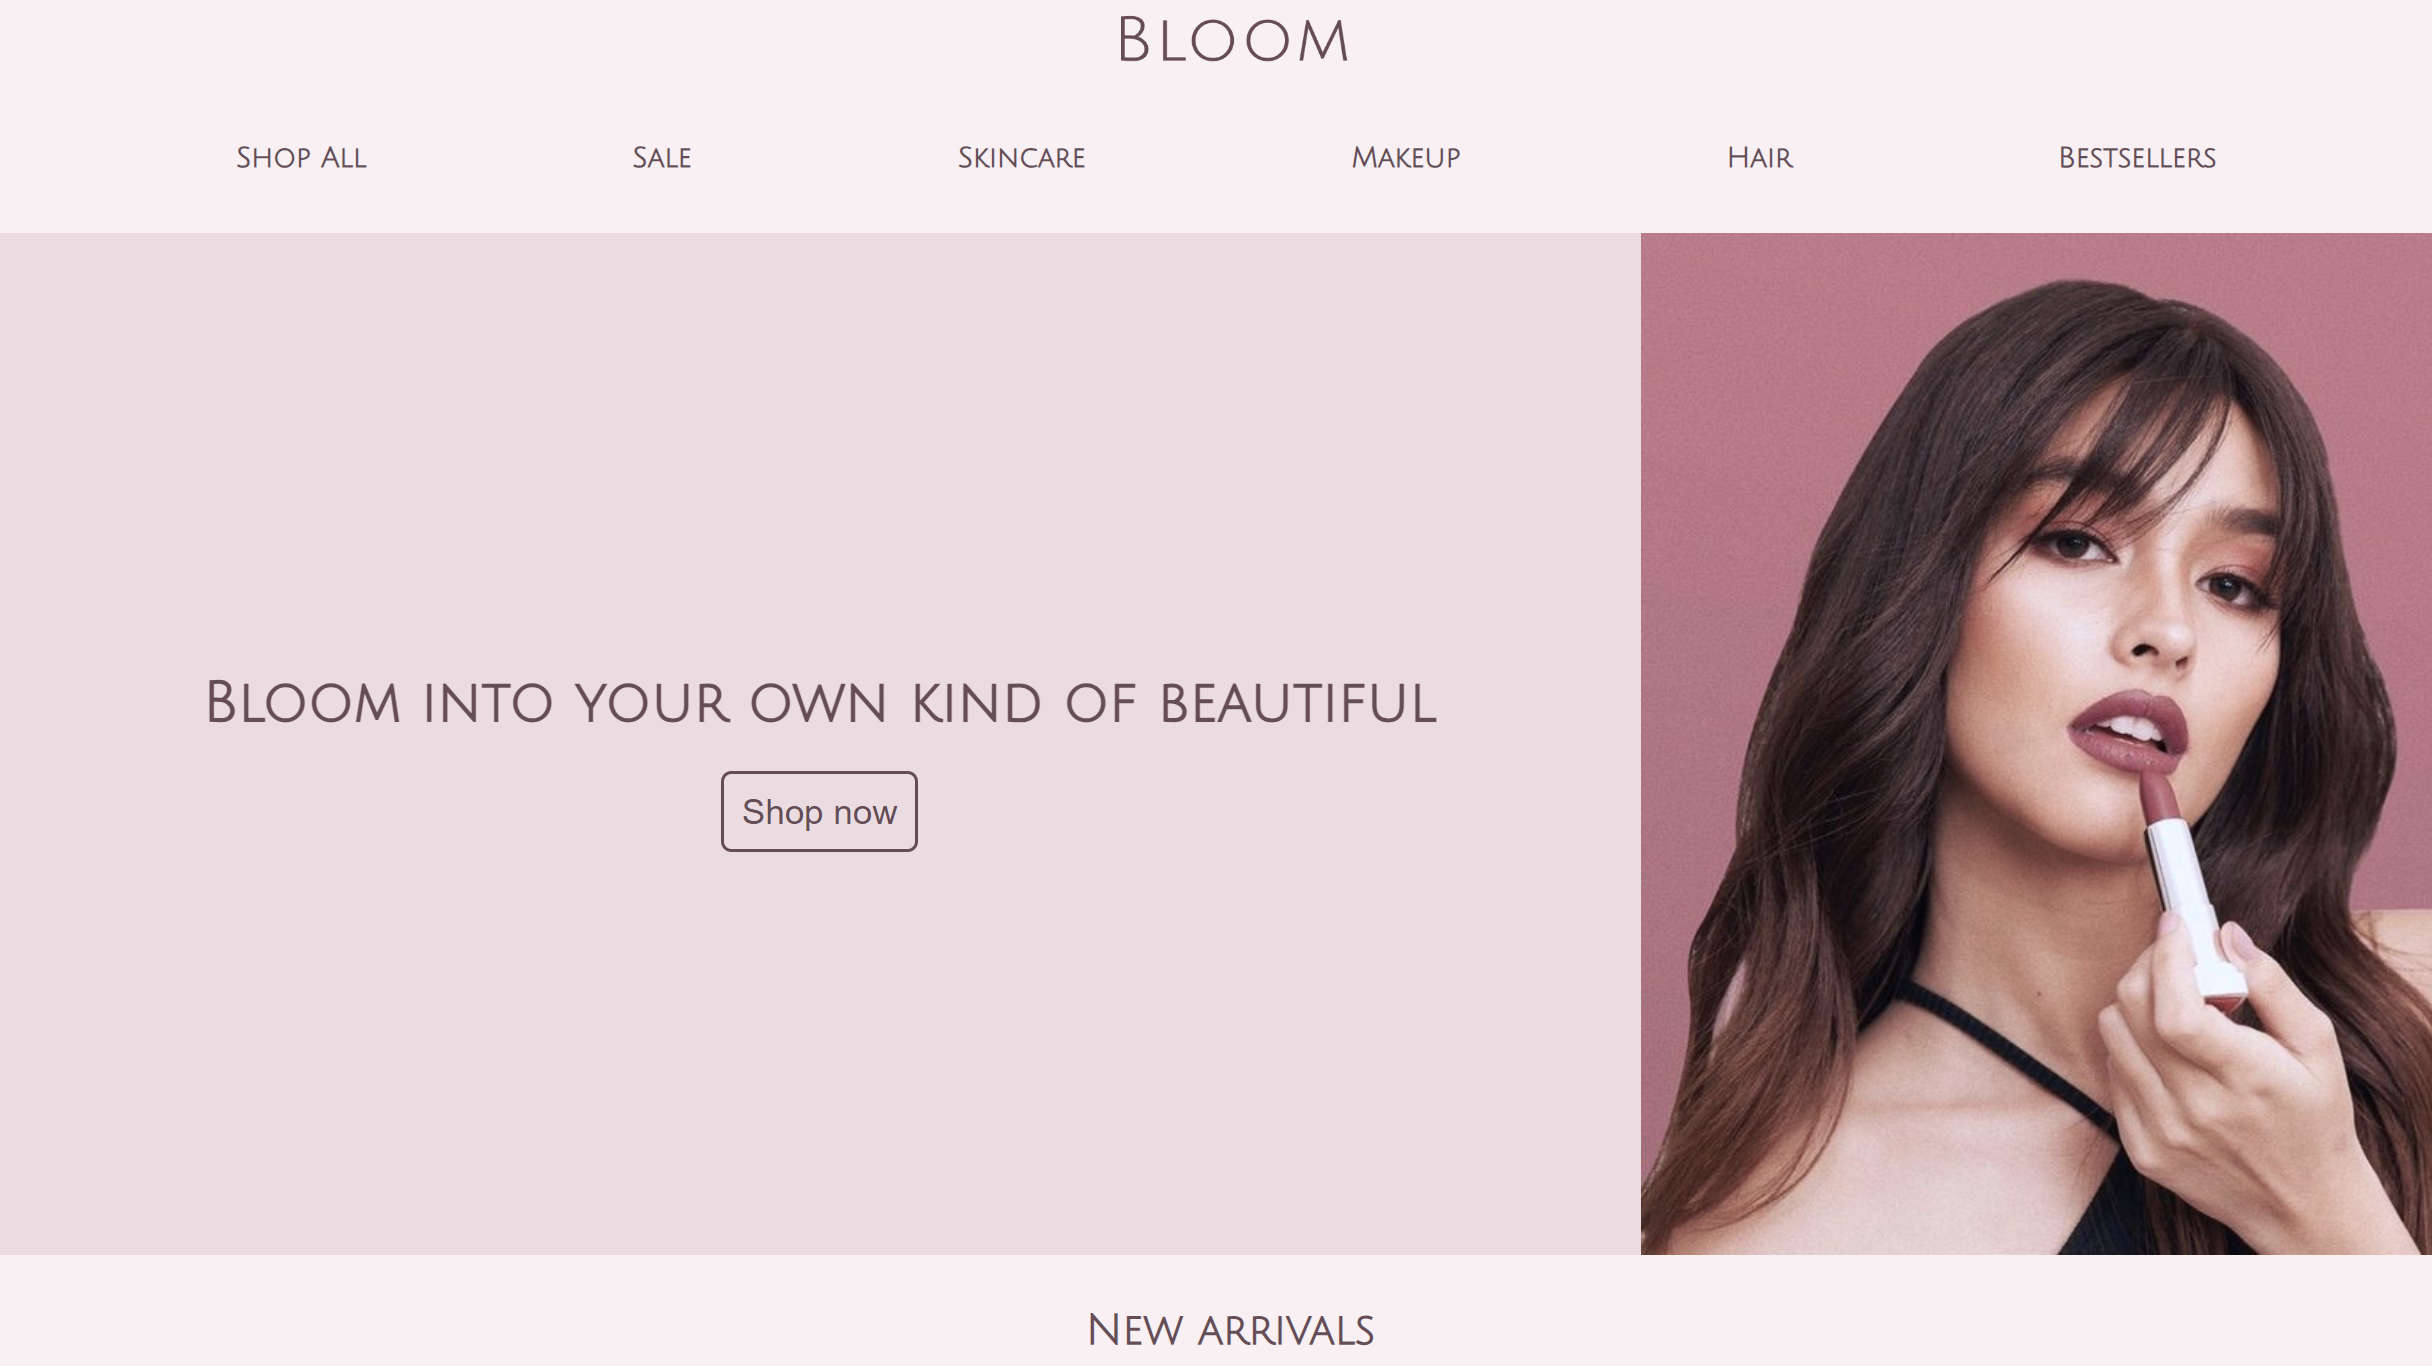 Bloom
Shop All
Sale
Skincare
Makeup
Hair
Bestsellers
Bloom into your own kind of beautiful
Shop now
New arrivals